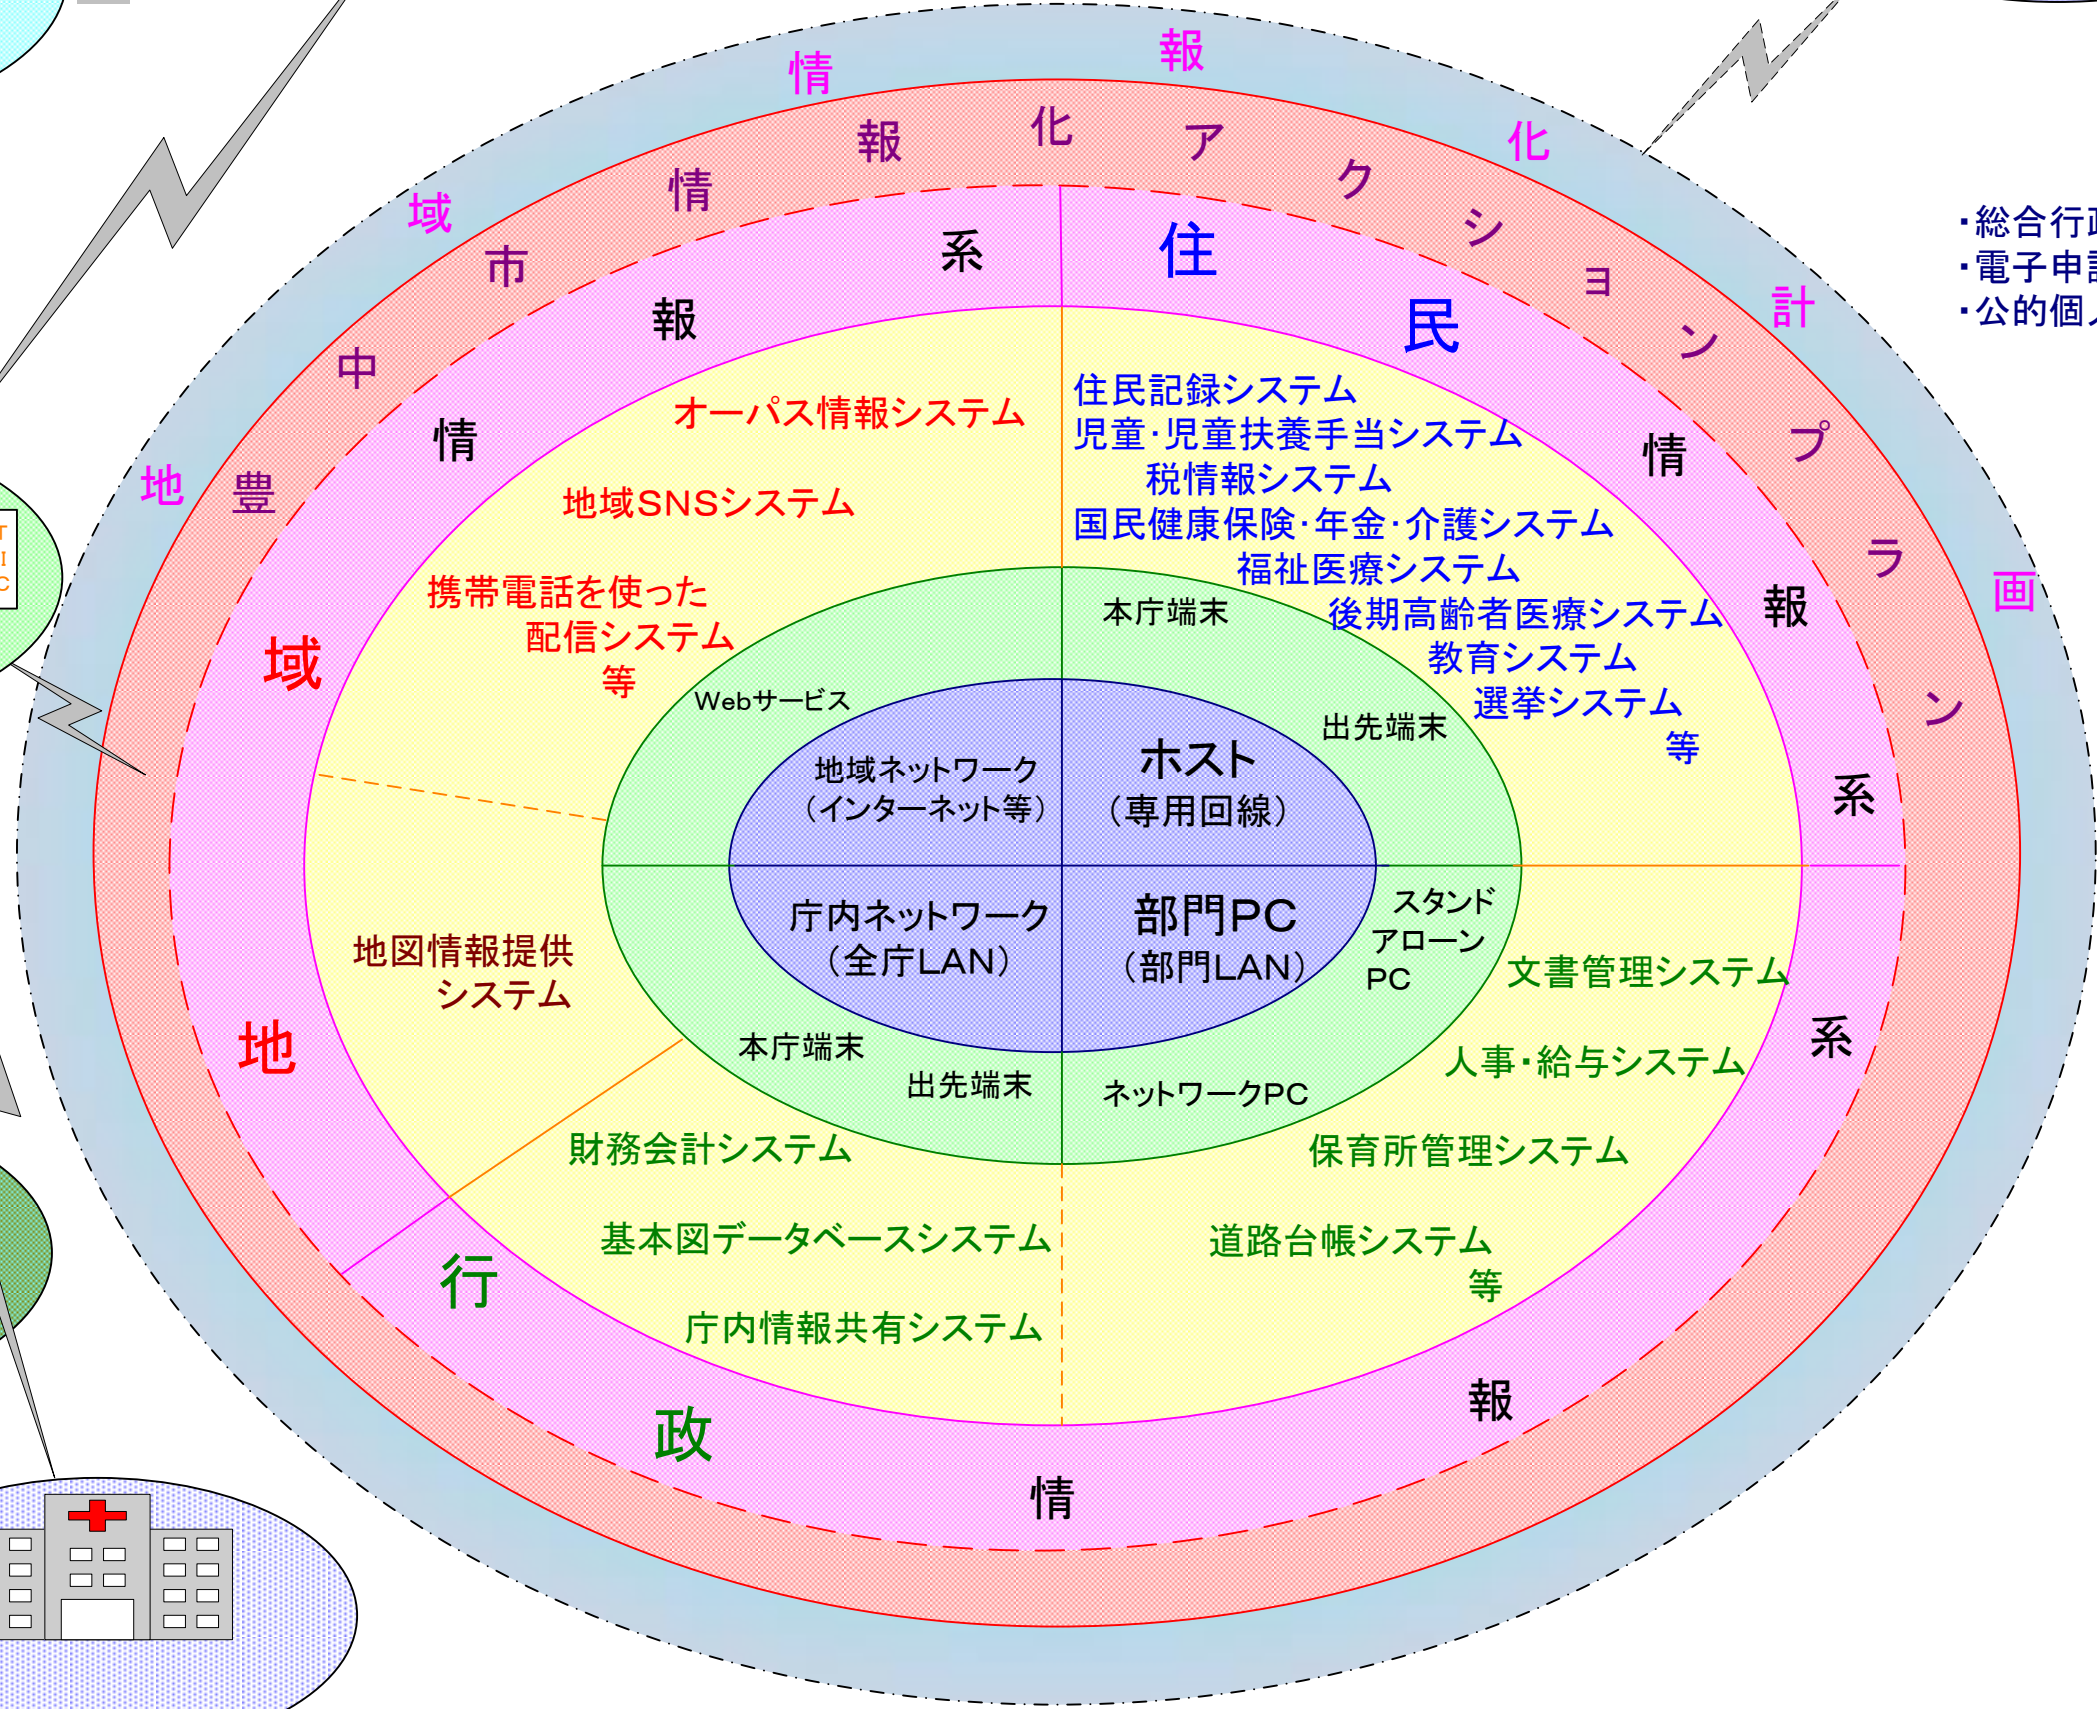 地域情報化計画
豊中市情報化アクションプラン
地域情報系
住民情報系
行政情報系
オーパス情報システム
地域SNSシステム
携帯電話を使った
配信システム
等
住民記録システム
児童・児童扶養手当システム
税情報システム
国民健康保険・年金・介護システム
福祉医療システム
後期高齢者医療システム
教育システム
選挙システム
等
本庁端末
出先端末
Webサービス
地域ネットワーク
（インターネット等）
ホスト
（専用回線）
庁内ネットワーク
（全庁LAN）
部門PC
（部門LAN）
スタンド
アローン
PC
地図情報提供
システム
本庁端末
出先端末
ネットワークPC
文書管理システム
人事・給与システム
保育所管理システム
道路台帳システム
等
財務会計システム
基本図データベースシステム
庁内情報共有システム
・総合行
・電子申
・公的個
T
I
C